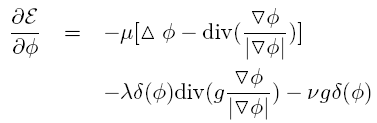 ∂ℰ/∂ϕ = −μ[△ ϕ − div(▽ϕ/|▽ϕ|)]
−λδ(ϕ)div(g ▽ϕ/|▽ϕ|) − νgδ(ϕ)